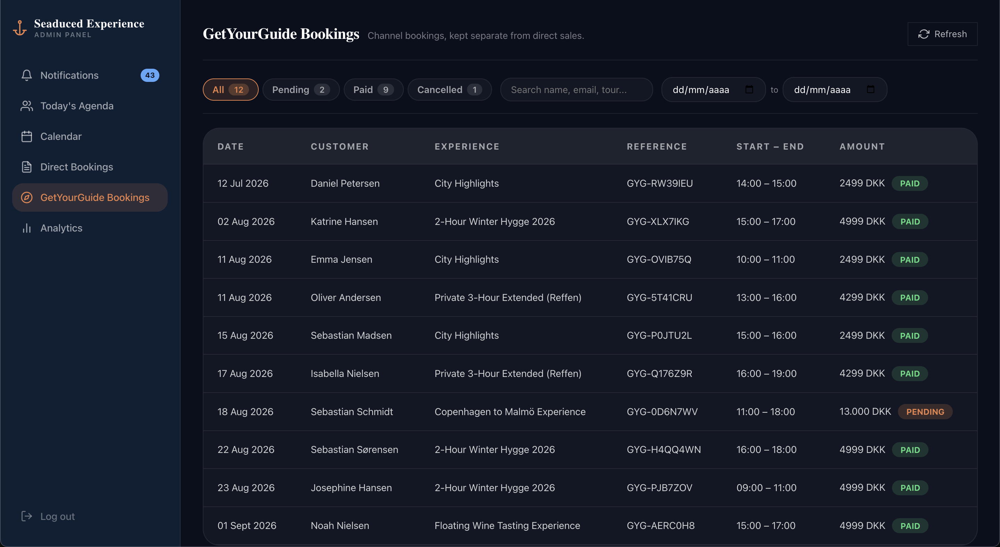 Seaduced Experience
ADMIN PANEL
Notifications 43
Today's Agenda
Calendar
Direct Bookings
GetYourGuide Bookings
Analytics
Log out
GetYourGuide Bookings Channel bookings, kept separate from direct sales.
Refresh
All 12 Pending 2 Paid 9 Cancelled 1 Search name, email, tour... dd/mm/aaaa to dd/mm/aaaa
DATE CUSTOMER EXPERIENCE REFERENCE START – END AMOUNT
12 Jul 2026 Daniel Petersen City Highlights GYG-RW39IEU 14:00 – 15:00 2499 DKK PAID
02 Aug 2026 Katrine Hansen 2-Hour Winter Hygge 2026 GYG-XLX7IKG 15:00 – 17:00 4999 DKK PAID
11 Aug 2026 Emma Jensen City Highlights GYG-OVIB75Q 10:00 – 11:00 2499 DKK PAID
11 Aug 2026 Oliver Andersen Private 3-Hour Extended (Reffen) GYG-5T41CRU 13:00 – 16:00 4299 DKK PAID
15 Aug 2026 Sebastian Madsen City Highlights GYG-P0JTU2L 15:00 – 16:00 2499 DKK PAID
17 Aug 2026 Isabella Nielsen Private 3-Hour Extended (Reffen) GYG-Q176Z9R 16:00 – 19:00 4299 DKK PAID
18 Aug 2026 Sebastian Schmidt Copenhagen to Malmö Experience GYG-0D6N7WV 11:00 – 18:00 13.000 DKK PENDING
22 Aug 2026 Sebastian Sørensen 2-Hour Winter Hygge 2026 GYG-H4QQ4WN 16:00 – 18:00 4999 DKK PAID
23 Aug 2026 Josephine Hansen 2-Hour Winter Hygge 2026 GYG-PJB7ZOV 09:00 – 11:00 4999 DKK PAID
01 Sept 2026 Noah Nielsen Floating Wine Tasting Experience GYG-AERC0H8 15:00 – 17:00 4999 DKK PAID